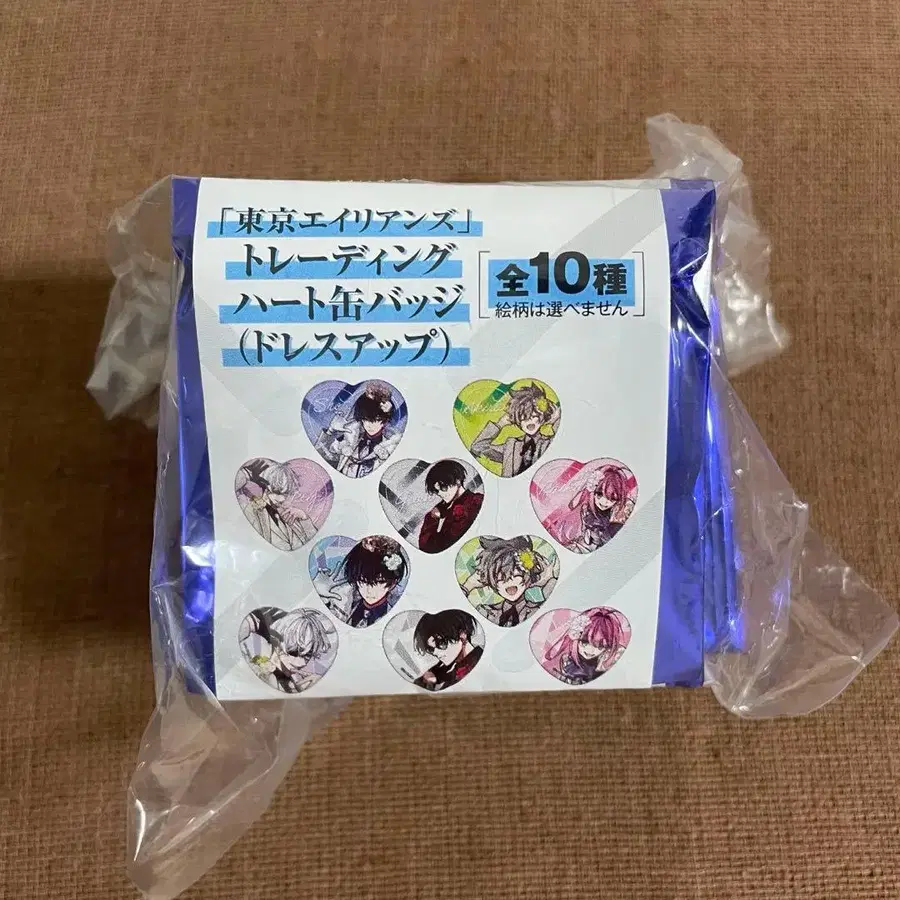 「東京エイリアンズ」
トレーディング
ハート缶バッジ
(ドレスアップ)
全10種
絵柄は選べません